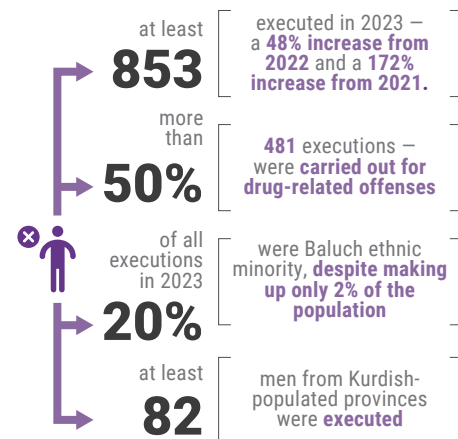 at least
853
executed in 2023 —
a 48% increase from
2022 and a 172%
increase from 2021.
more
than
50%
481 executions —
were carried out for
drug-related offenses
of all
executions
in 2023
20%
were Baluch ethnic
minority, despite making
up only 2% of the
population
at least
82
men from Kurdish-
populated provinces
were executed